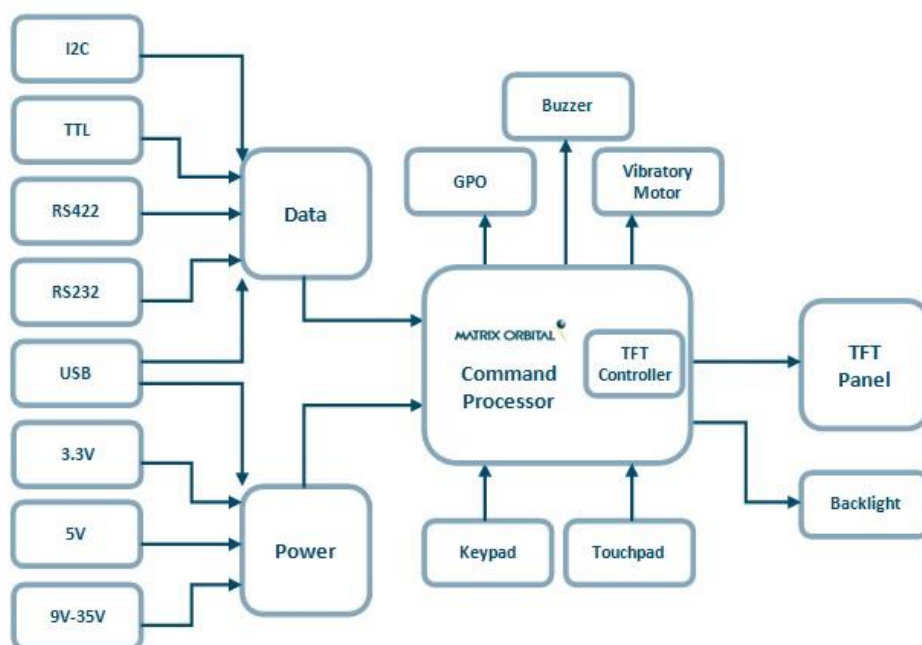 I2C
TTL
RS422
RS232
USB
3.3V
5V
9V-35V
Data
Power
GPO
Buzzer
Vibratory
Motor
MATRIX ORBITAL
Command
Processor
TFT
Controller
Keypad
Touchpad
TFT
Panel
Backlight